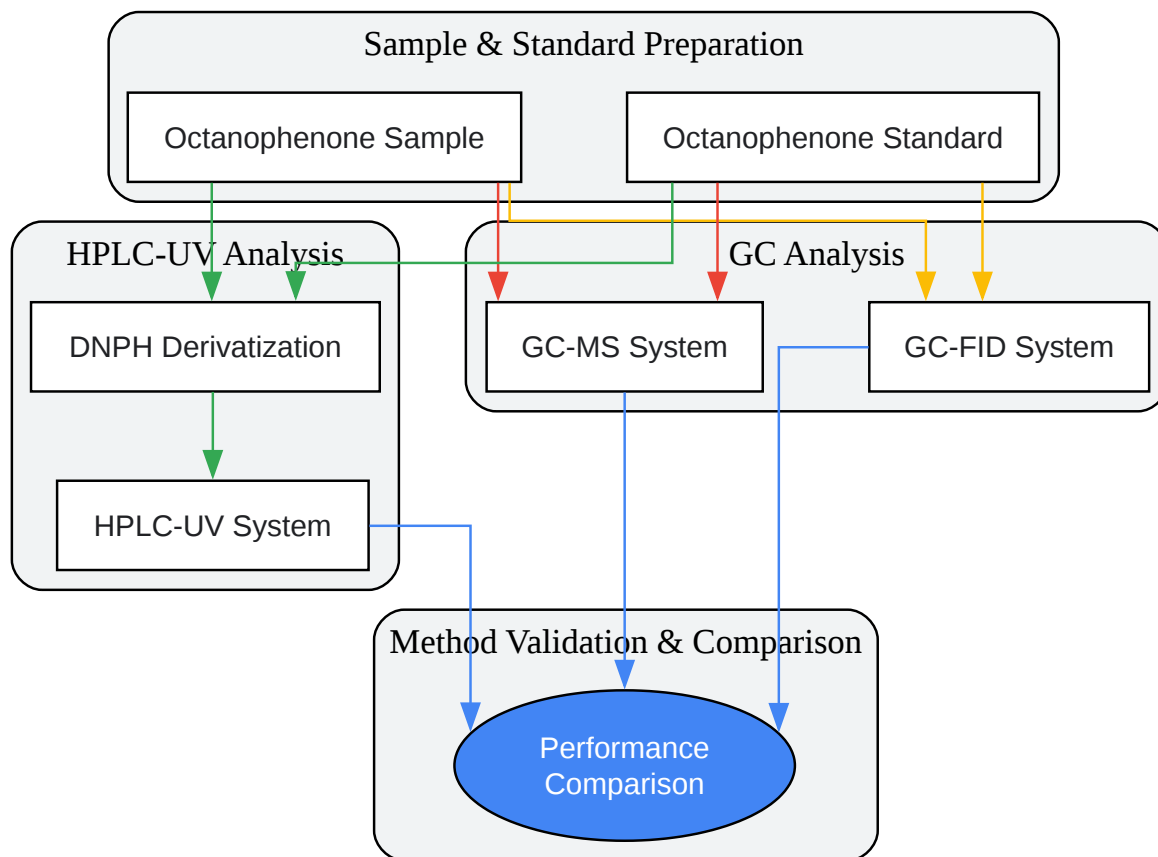 Sample & Standard Preparation
Octanophenone Sample
Octanophenone Standard
HPLC-UV Analysis
GC Analysis
DNPH Derivatization
GC-MS System
GC-FID System
HPLC-UV System
Method Validation & Comparison
Performance
Comparison